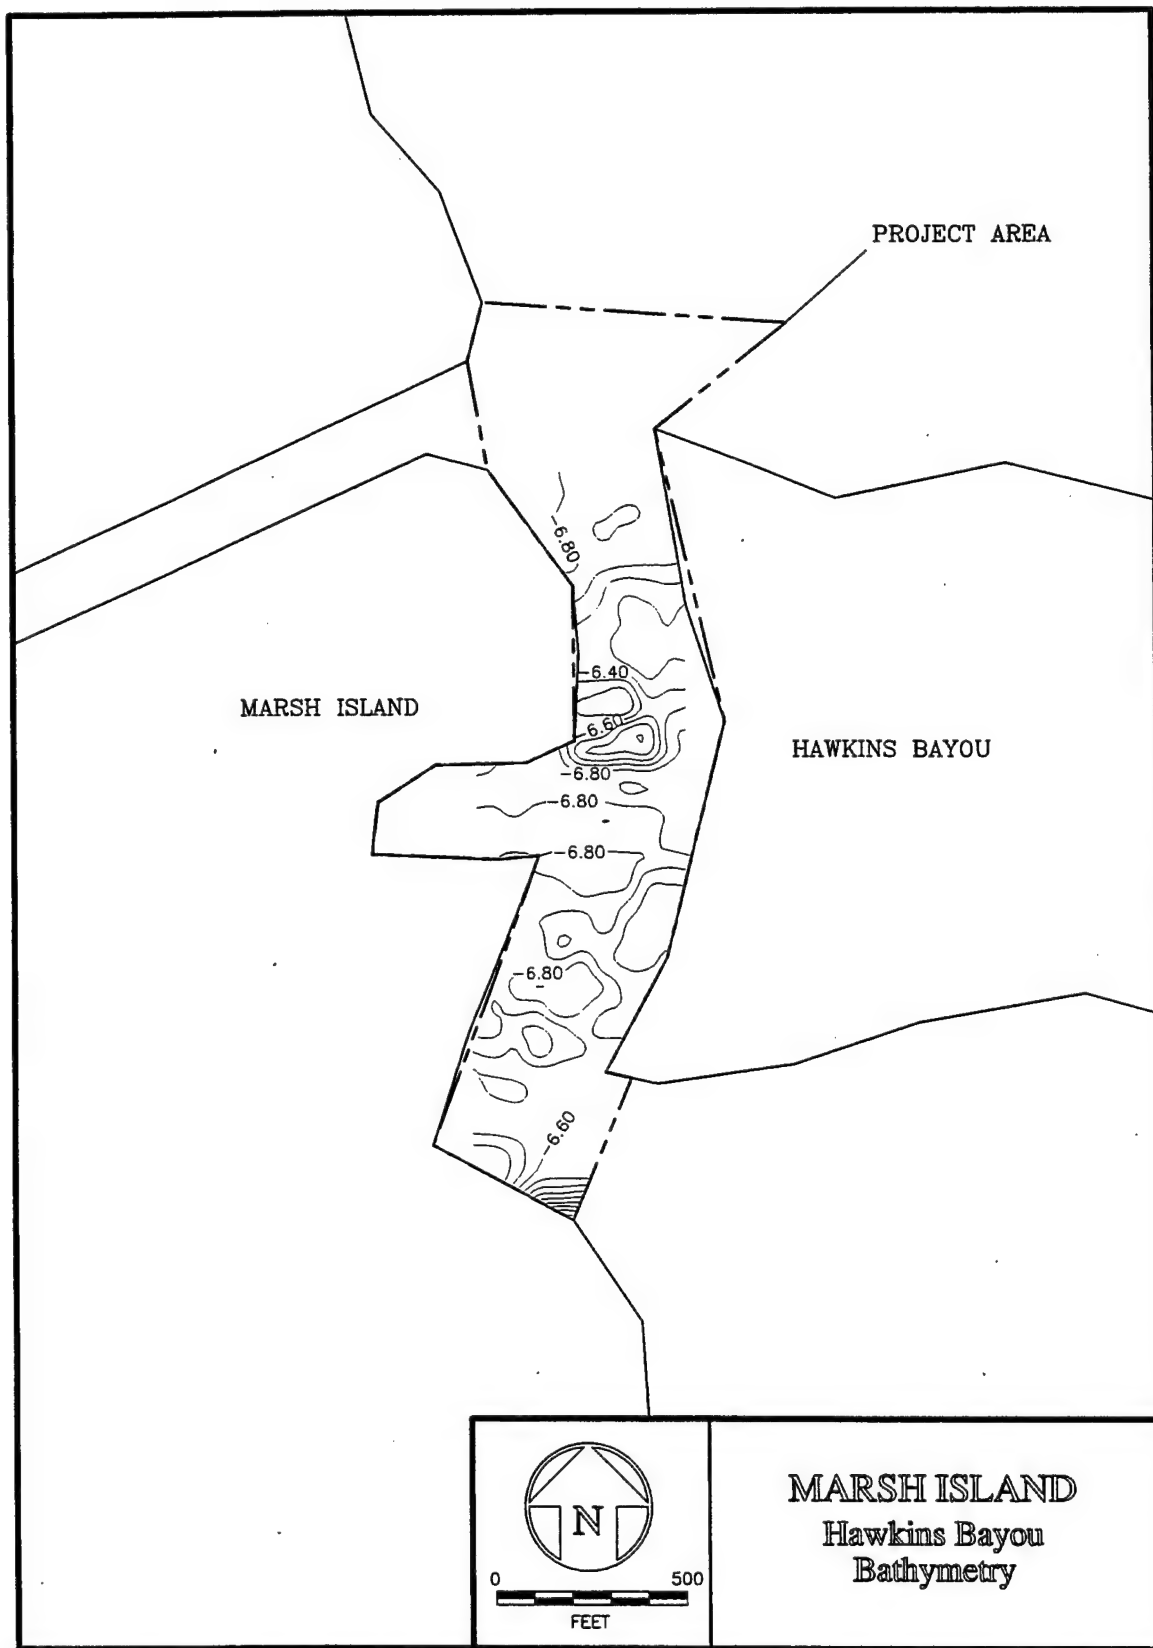 PROJECT AREA
-6.80
-6.40
MARSH ISLAND
-6.60
HAWKINS BAYOU
-6.80
-6.80
-6.80
-6.80
-6.60
N
0 500
FEET
MARSH ISLAND
Hawkins Bayou
Bathymetry